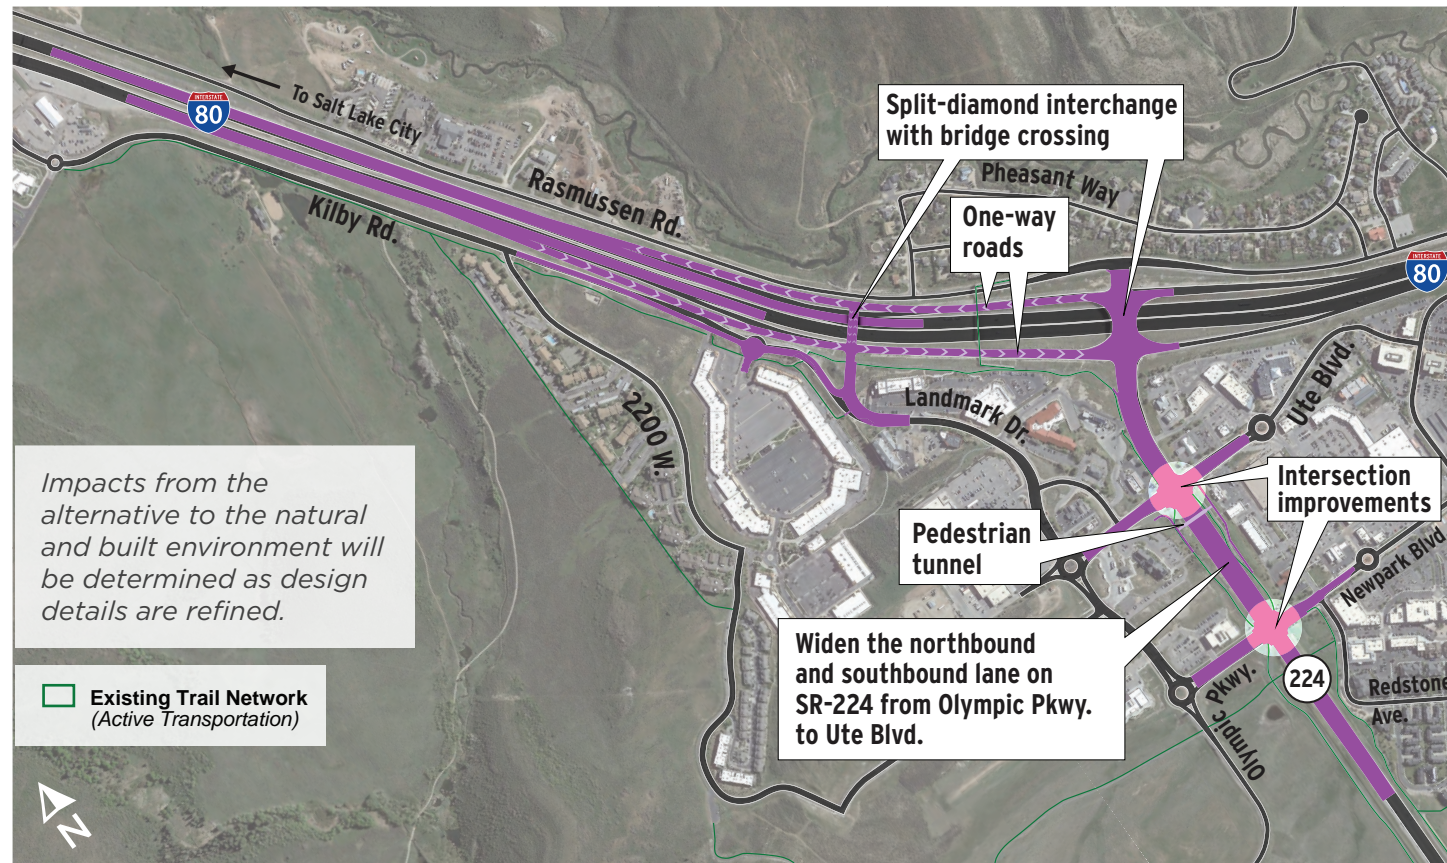 INTERSTATE
80
To Salt Lake City
Rasmussen Rd.
Kilby Rd.
Split-diamond interchange
with bridge crossing
Pheasant Way
One-way
roads
INTERSTATE
80
2200 W.
Landmark Dr.
Ute Blvd.
Intersection
improvements
Pedestrian
tunnel
Newpark Blvd
Widen the northbound
and southbound lane on
SR-224 from Olympic Pkwy.
to Ute Blvd.
Olympic Pkwy.
224
Redstone
Ave.
Impacts from the
alternative to the natural
and built environment will
be determined as design
details are refined.
Existing Trail Network
(Active Transportation)
N